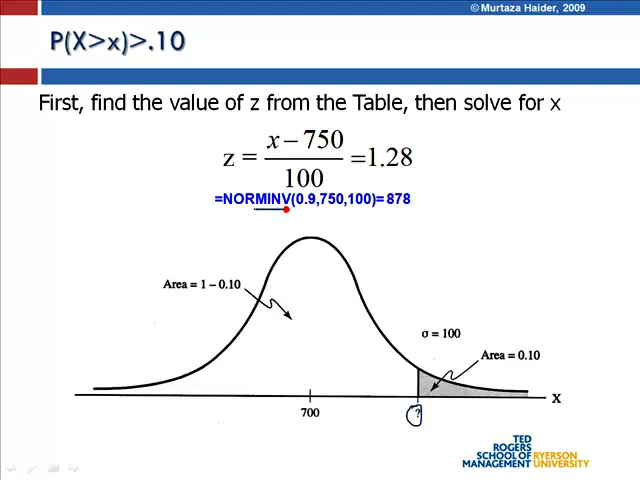 © Murtaza Haider, 2009
P(X>x)>.10
First, find the value of z from the Table, then solve for x
z = x − 750 / 100 = 1.28
=NORMINV(0.9,750,100)= 878
Area = 1 – 0.10
σ = 100
Area = 0.10
700
?
X
TED
ROGERS
SCHOOL OF RYERSON
MANAGEMENT UNIVERSITY